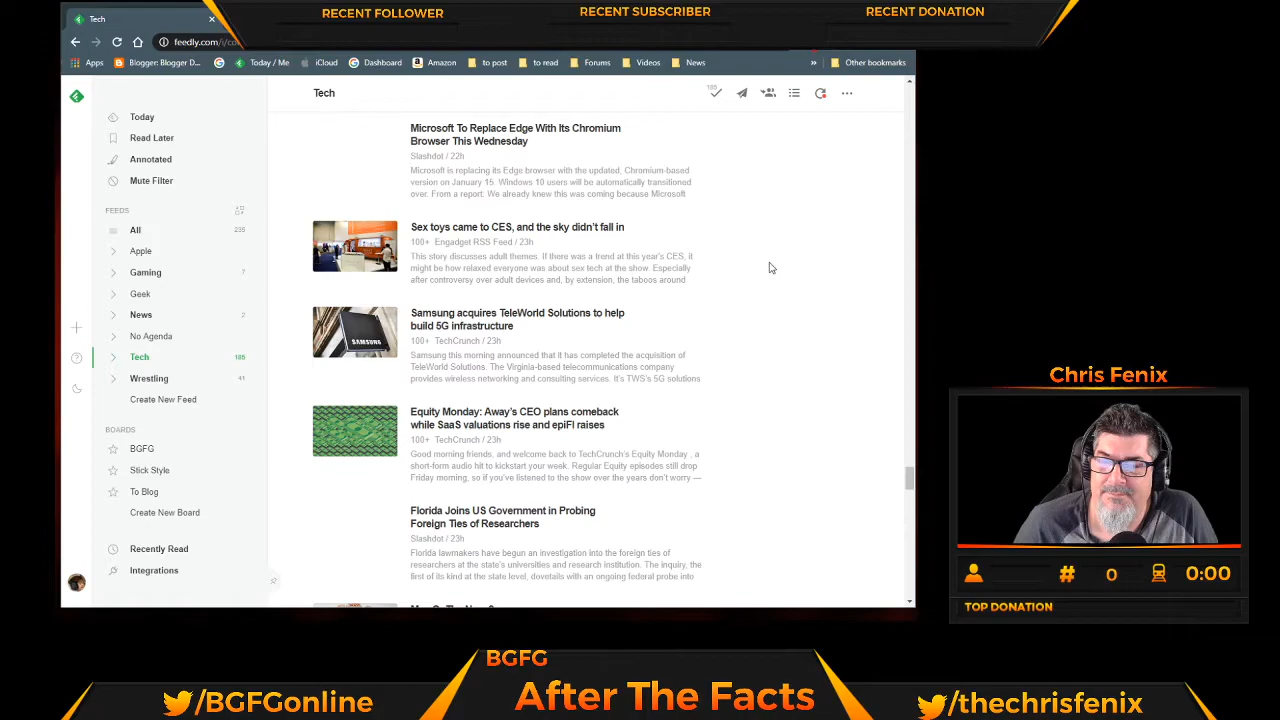 RECENT FOLLOWER
RECENT SUBSCRIBER
RECENT DONATION
Tech
feedly.com/i/co
Apps
Blogger: Blogger D...
Today / Me
iCloud
Dashboard
Amazon
to post
to read
Forums
Videos
News
»
Other bookmarks
Tech
185
Today
Read Later
Annotated
Mute Filter
FEEDS
All 235
Apple
Gaming 7
Geek
News 2
No Agenda
Tech 185
Wrestling 41
Create New Feed
BOARDS
BGFG
Stick Style
To Blog
Create New Board
Recently Read
Integrations
Microsoft To Replace Edge With Its Chromium
Browser This Wednesday
Slashdot / 22h
Microsoft is replacing its Edge browser with the updated, Chromium-based
version on January 15. Windows 10 users will be automatically transitioned
over. From a report. We already knew this was coming because Microsoft
Sex toys came to CES, and the sky didn't fall in
100+ Engadget RSS Feed / 23h
This story discusses adult themes. If there was a trend at this year's CES, it
might be how relaxed everyone was about sex tech at the show. Especially
after controversy over adult devices and, by extension, the taboos around
SAMSUNG
Samsung acquires TeleWorld Solutions to help
build 5G infrastructure
100+ TechCrunch / 23h
Samsung this morning announced that it has completed the acquisition of
TeleWorld Solutions. The Virginia-based telecommunications company
provides wireless networking and consulting services. It's TWS's 5G solutions
Equity Monday: Away's CEO plans comeback
while SaaS valuations rise and epiFI raises
100+ TechCrunch / 23h
Good morning friends, and welcome back to TechCrunch's Equity Monday , a
short-form audio hit to kickstart your week. Regular Equity episodes still drop
Friday morning, so if you've listened to the show over the years don't worry —
Florida Joins US Government in Probing
Foreign Ties of Researchers
Slashdot / 23h
Florida lawmakers have begun an investigation into the foreign ties of
researchers at the state's universities and research institution. The inquiry, the
first of its kind at the state level, dovetails with an ongoing federal probe into
Chris Fenix
# 0
0:00
TOP DONATION
/BGFGonline
BGFG
After The Facts
/thechrisfenix